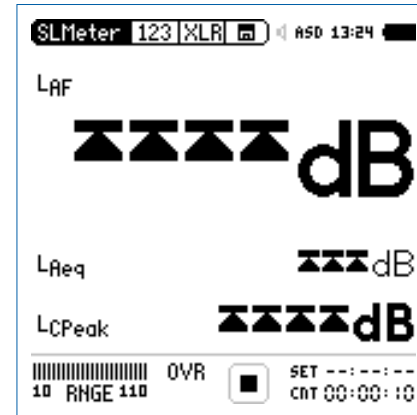 SLMeter 123 XLR ASD 13:24
LAF
dB
LAeq dB
LCPeak dB
OVR SET --:--:--
10 RNGE 110 CNT 00:00:10